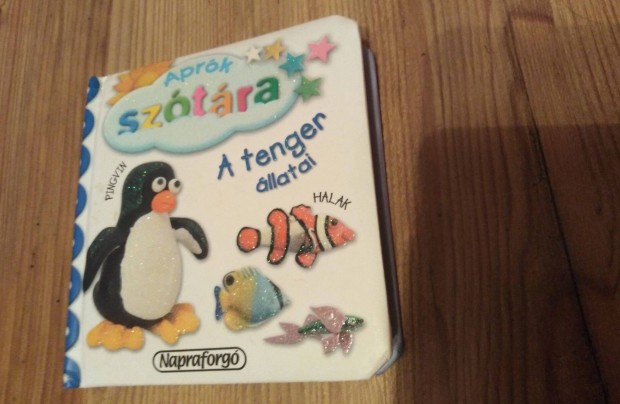 Aprók
szótára
A tenger
állatai
PINGVIN
HALAK
Napraforgó